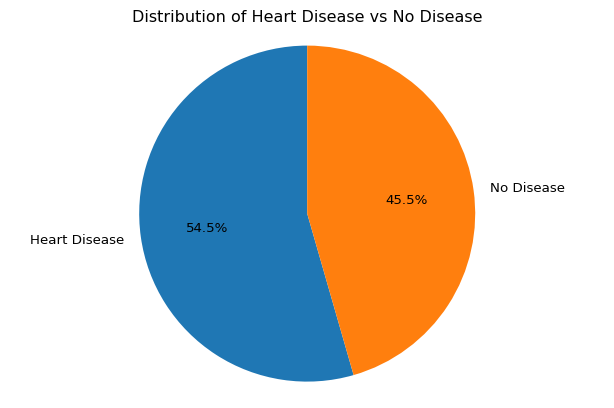 Distribution of Heart Disease vs No Disease
No Disease
45.5%
54.5%
Heart Disease